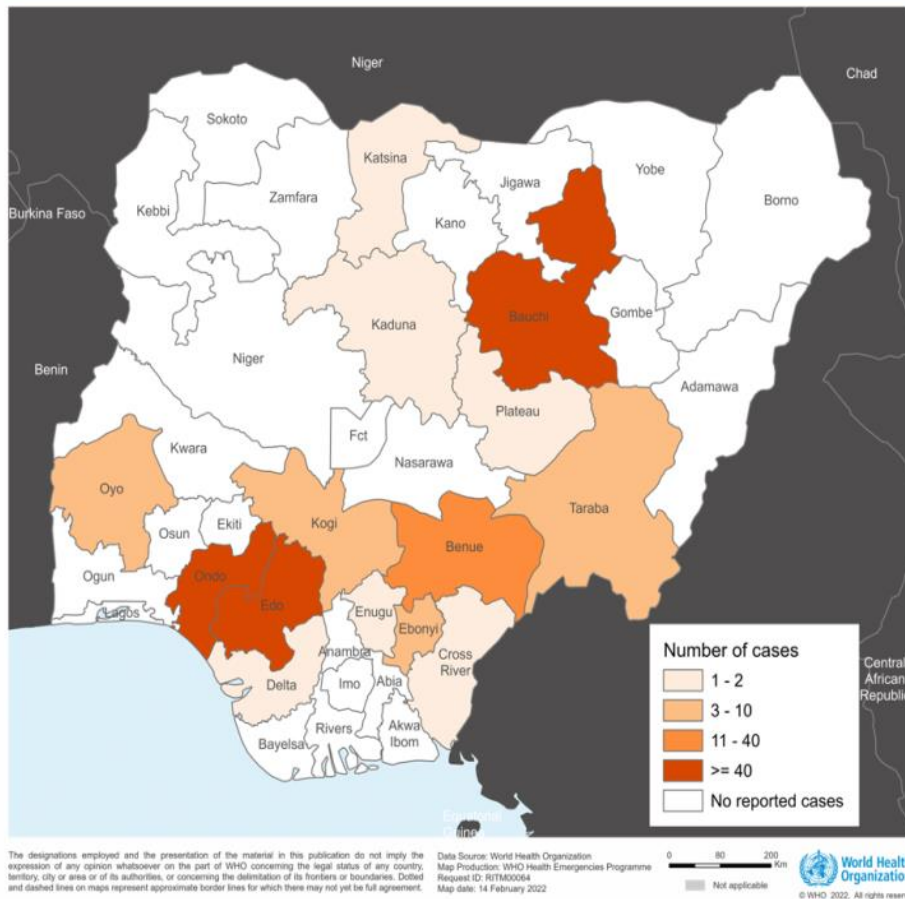 Niger
Chad
Sokoto
Katsina
Yobe
Jigawa
Borno
Zamfara
Kebbi
Kano
Burkina Faso
Bauchi
Gombe
Kaduna
Niger
Benin
Adamawa
Plateau
Fct
Kwara
Nasarawa
Oyo
Taraba
Kogi
Ekiti
Osun
Benue
Ondo
Ogun
Edo
Lagos
Enugu
Ebonyi
Anambra
Cross
River
Delta
Imo
Abia
Akwa
Ibom
Rivers
Bayelsa
Central
African
Republic
Equatorial
Guinea
Number of cases
1 - 2
3 - 10
11 - 40
>= 40
No reported cases
The designations employed and the presentation of the material in this publication do not imply the
expression of any opinion whatsoever on the part of WHO concerning the legal status of any country,
territory, city or area or of its authorities, or concerning the delimitation of its frontiers or boundaries. Dotted
and dashed lines on maps represent approximate border lines for which there may not yet be full agreement.
Data Source: World Health Organization
Map Production: WHO Health Emergencies Programme
Request ID: RITM00064
Map date: 14 February 2022
0 80 200
Km
Not applicable
World Heal
Organizatio
© WHO 2022, All rights reser